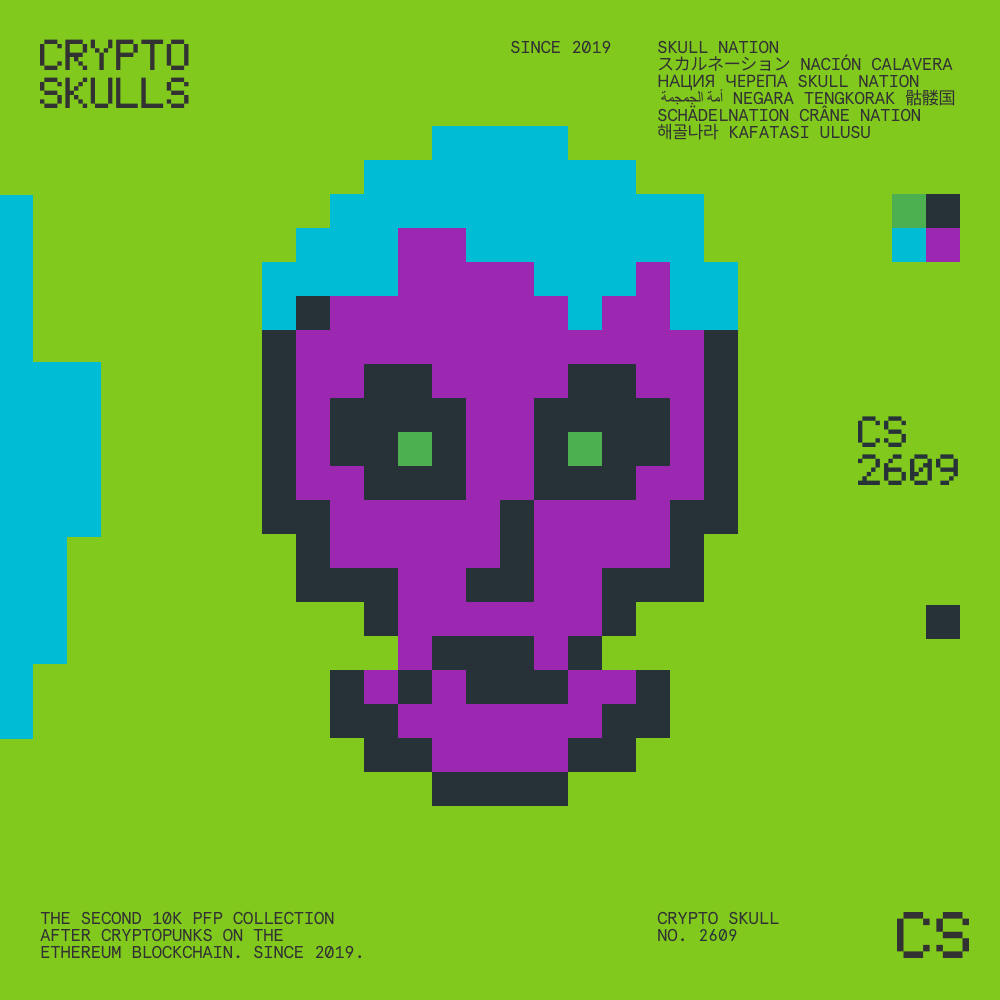 CRYPTO
SKULLS
SINCE 2019
SKULL NATION
スカルネーション NACIÓN CALAVERA
НАЦИЯ ЧЕРЕПА SKULL NATION
أمة الجمجمة NEGARA TENGKORAK 骷髅国
SCHÄDELNATION CRÂNE NATION
해골나라 KAFATASI ULUSU
CS
2609
THE SECOND 10K PFP COLLECTION
AFTER CRYPTOPUNKS ON THE
ETHEREUM BLOCKCHAIN. SINCE 2019.
CRYPTO SKULL
NO. 2609
CS